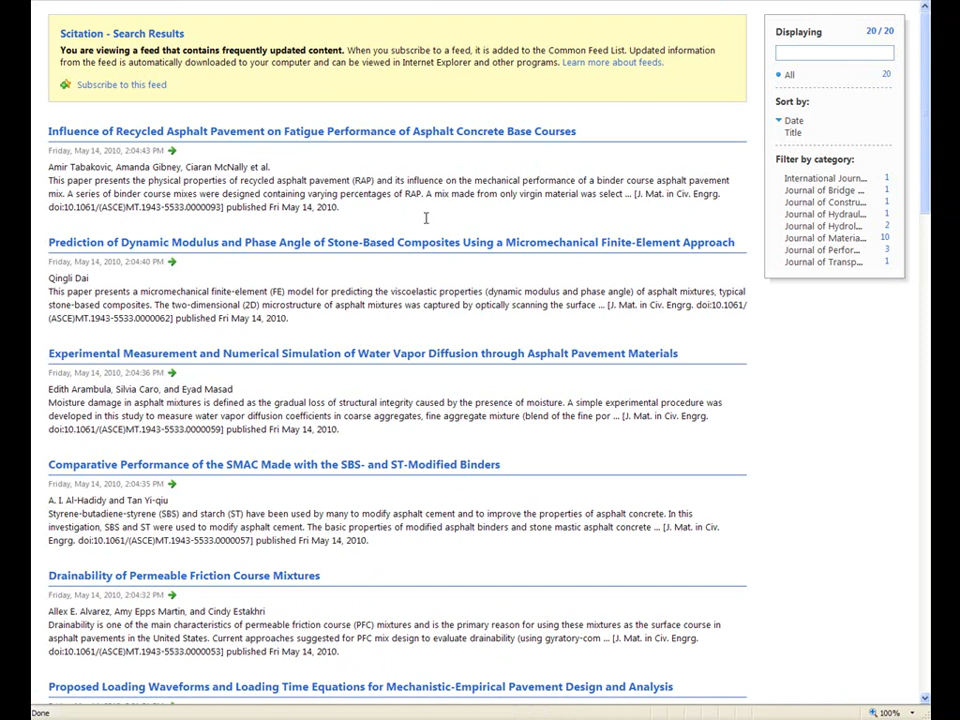 Scitation - Search Results
You are viewing a feed that contains frequently updated content. When you subscribe to a feed, it is added to the Common Feed List. Updated information
from the feed is automatically downloaded to your computer and can be viewed in Internet Explorer and other programs. Learn more about feeds.
Subscribe to this feed
Influence of Recycled Asphalt Pavement on Fatigue Performance of Asphalt Concrete Base Courses
Friday, May 14, 2010, 2:04:43 PM
Amir Tabakovic, Amanda Gibney, Ciaran McNally et al.
This paper presents the physical properties of recycled asphalt pavement (RAP) and its influence on the mechanical performance of a binder course asphalt pavement
mix. A series of binder course mixes were designed containing varying percentages of RAP. A mix made from only virgin material was select ... [J. Mat. in Civ. Engrg.
doi:10.1061/(ASCE)MT.1943-5533.0000093] published Fri May 14, 2010.
Prediction of Dynamic Modulus and Phase Angle of Stone-Based Composites Using a Micromechanical Finite-Element Approach
Friday, May 14, 2010, 2:04:40 PM
Qingli Dai
This paper presents a micromechanical finite-element (FE) model for predicting the viscoelastic properties (dynamic modulus and phase angle) of asphalt mixtures, typical
stone-based composites. The two-dimensional (2D) microstructure of asphalt mixtures was captured by optically scanning the surface ... [J. Mat. in Civ. Engrg. doi:10.1061/
(ASCE)MT.1943-5533.0000062] published Fri May 14, 2010.
Experimental Measurement and Numerical Simulation of Water Vapor Diffusion through Asphalt Pavement Materials
Friday, May 14, 2010, 2:04:36 PM
Edith Arambula, Silvia Caro, and Eyad Masad
Moisture damage in asphalt mixtures is defined as the gradual loss of structural integrity caused by the presence of moisture. A simple experimental procedure was
developed in this study to measure water vapor diffusion coefficients in coarse aggregates, fine aggregate mixture (blend of the fine por ... [J. Mat. in Civ. Engrg.
doi:10.1061/(ASCE)MT.1943-5533.0000059] published Fri May 14, 2010.
Comparative Performance of the SMAC Made with the SBS- and ST-Modified Binders
Friday, May 14, 2010, 2:04:35 PM
A. I. Al-Hadidy and Tan Yi-qiu
Styrene-butadiene-styrene (SBS) and starch (ST) have been used by many to modify asphalt cement and to improve the properties of asphalt concrete. In this
investigation, SBS and ST were used to modify asphalt cement. The basic properties of modified asphalt binders and stone mastic asphalt concrete ... [J. Mat. in Civ.
Engrg. doi:10.1061/(ASCE)MT.1943-5533.0000057] published Fri May 14, 2010.
Drainability of Permeable Friction Course Mixtures
Friday, May 14, 2010, 2:04:32 PM
Allex E. Alvarez, Amy Epps Martin, and Cindy Estakhri
Drainability is one of the main characteristics of permeable friction course (PFC) mixtures and is the primary reason for using these mixtures as the surface course in
asphalt pavements in the United States. Current approaches suggested for PFC mix design to evaluate drainability (using gyratory-com ... [J. Mat. in Civ. Engrg.
doi:10.1061/(ASCE)MT.1943-5533.0000053] published Fri May 14, 2010.
Proposed Loading Waveforms and Loading Time Equations for Mechanistic-Empirical Pavement Design and Analysis
Displaying 20 / 20
All 20
Sort by:
Date
Title
Filter by category:
International Journ... 1
Journal of Bridge ... 1
Journal of Constru... 1
Journal of Hydraul... 1
Journal of Hydrol... 2
Journal of Materia... 10
Journal of Perfor... 3
Journal of Transp... 1
Done
100%